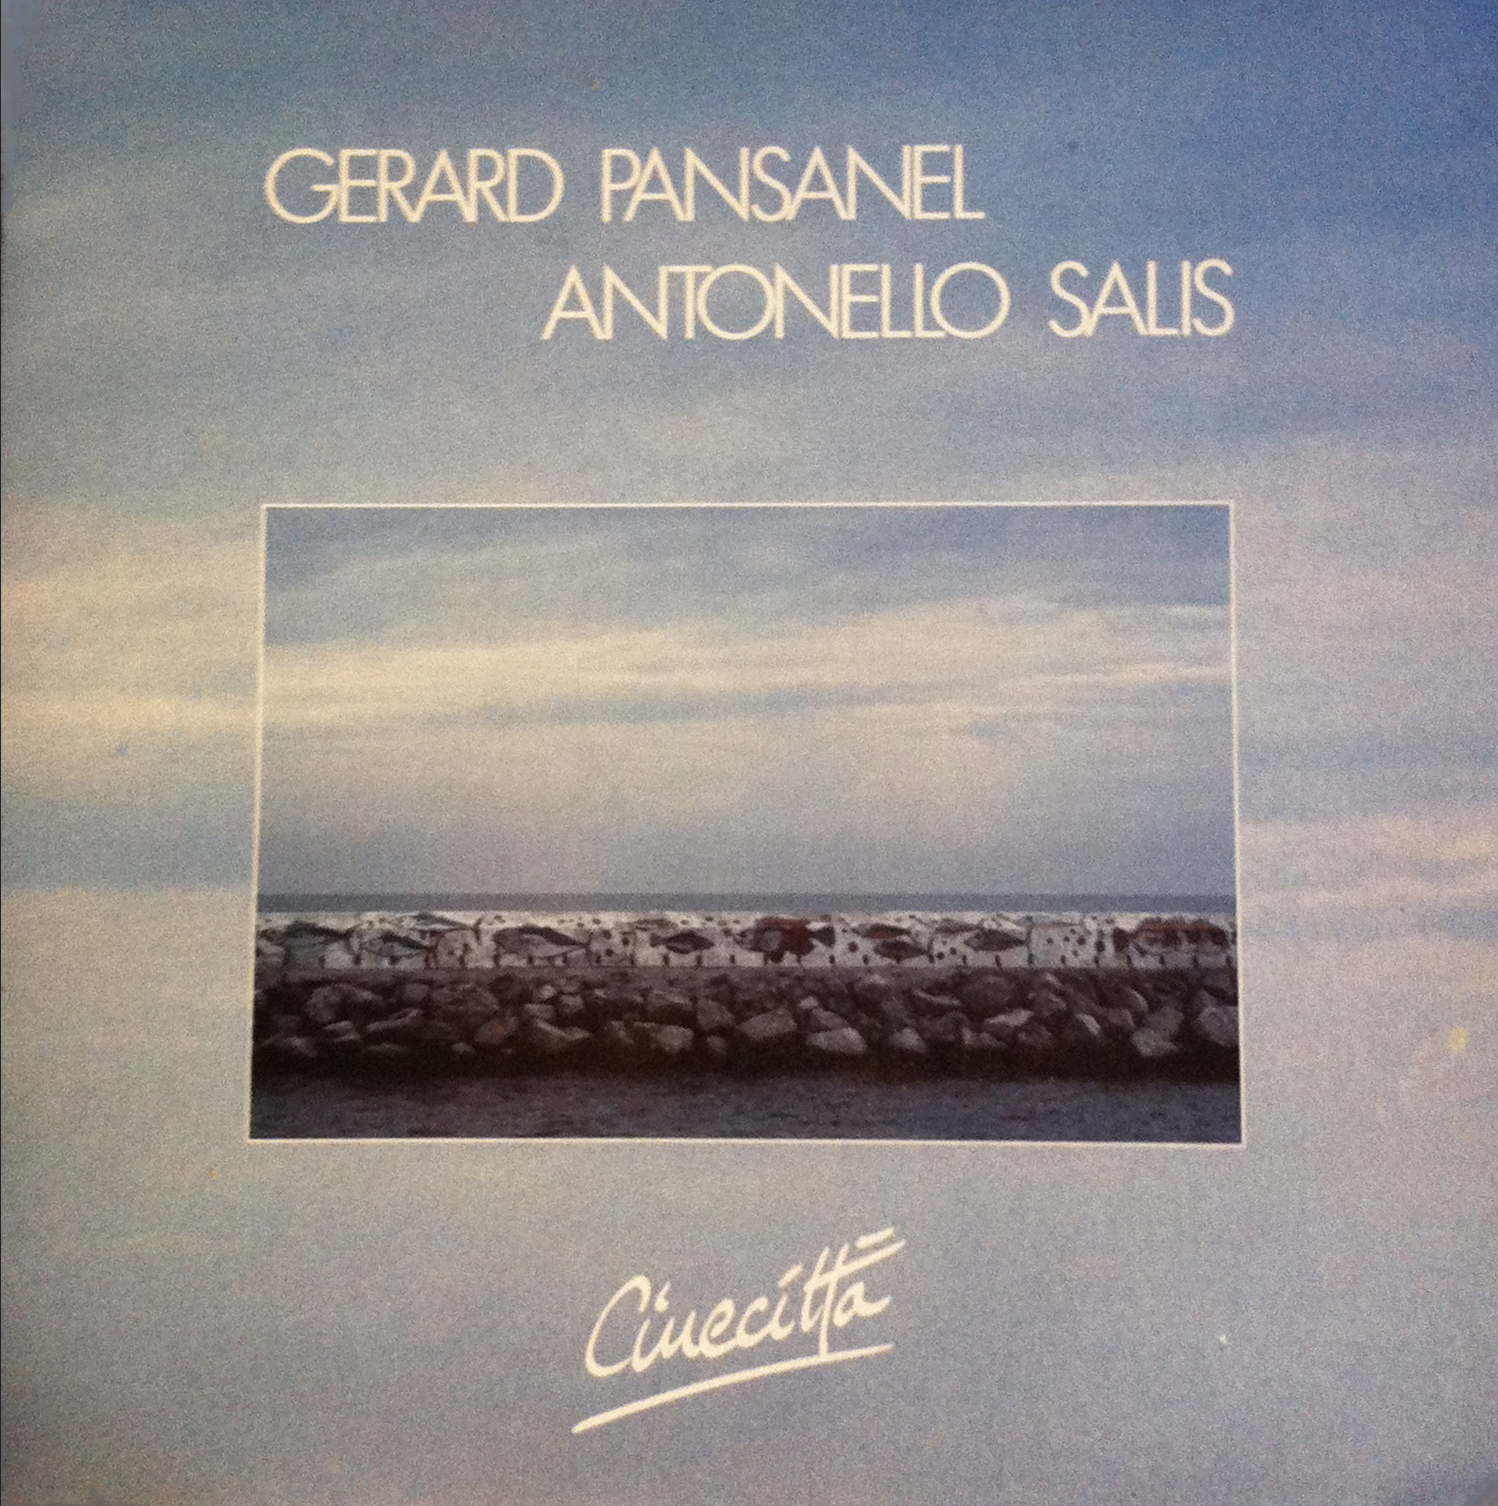 GERARD PANSANEL
ANTONELLO SALIS
Cinecittà